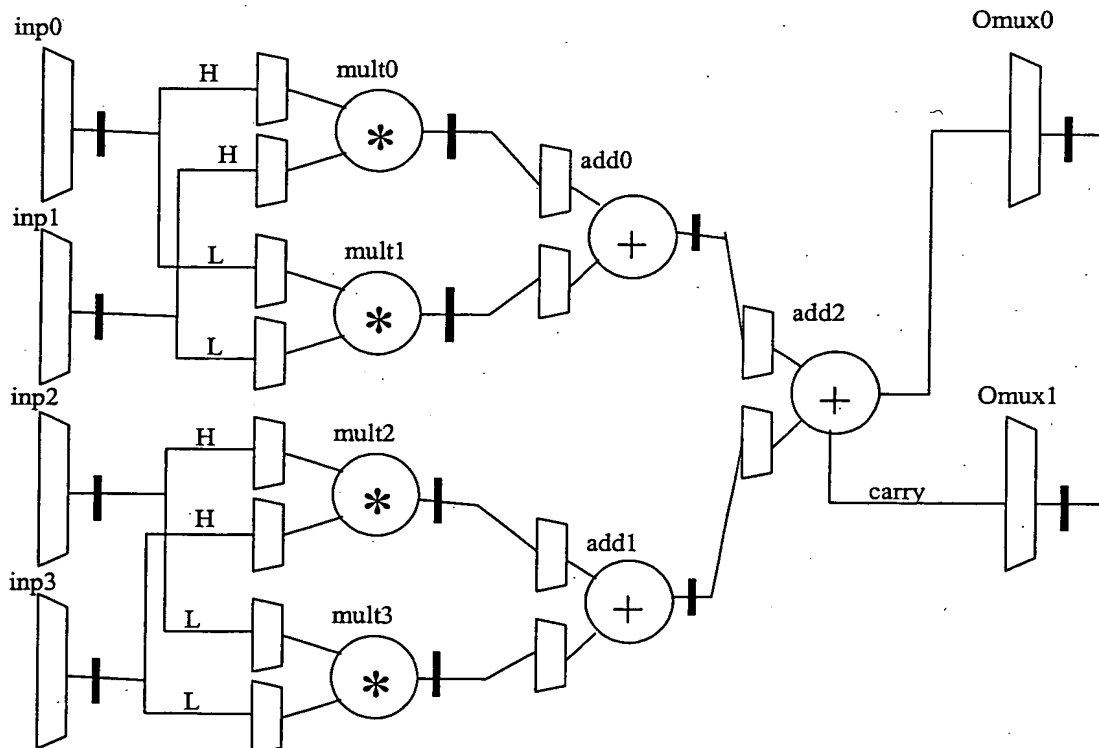 Omux0
inp0
H
mult0
*
H
add0
+
inp1
L
mult1
*
L
add2
+
inp2
H
mult2
*
Omux1
carry
H
add1
+
inp3
L
mult3
*
L